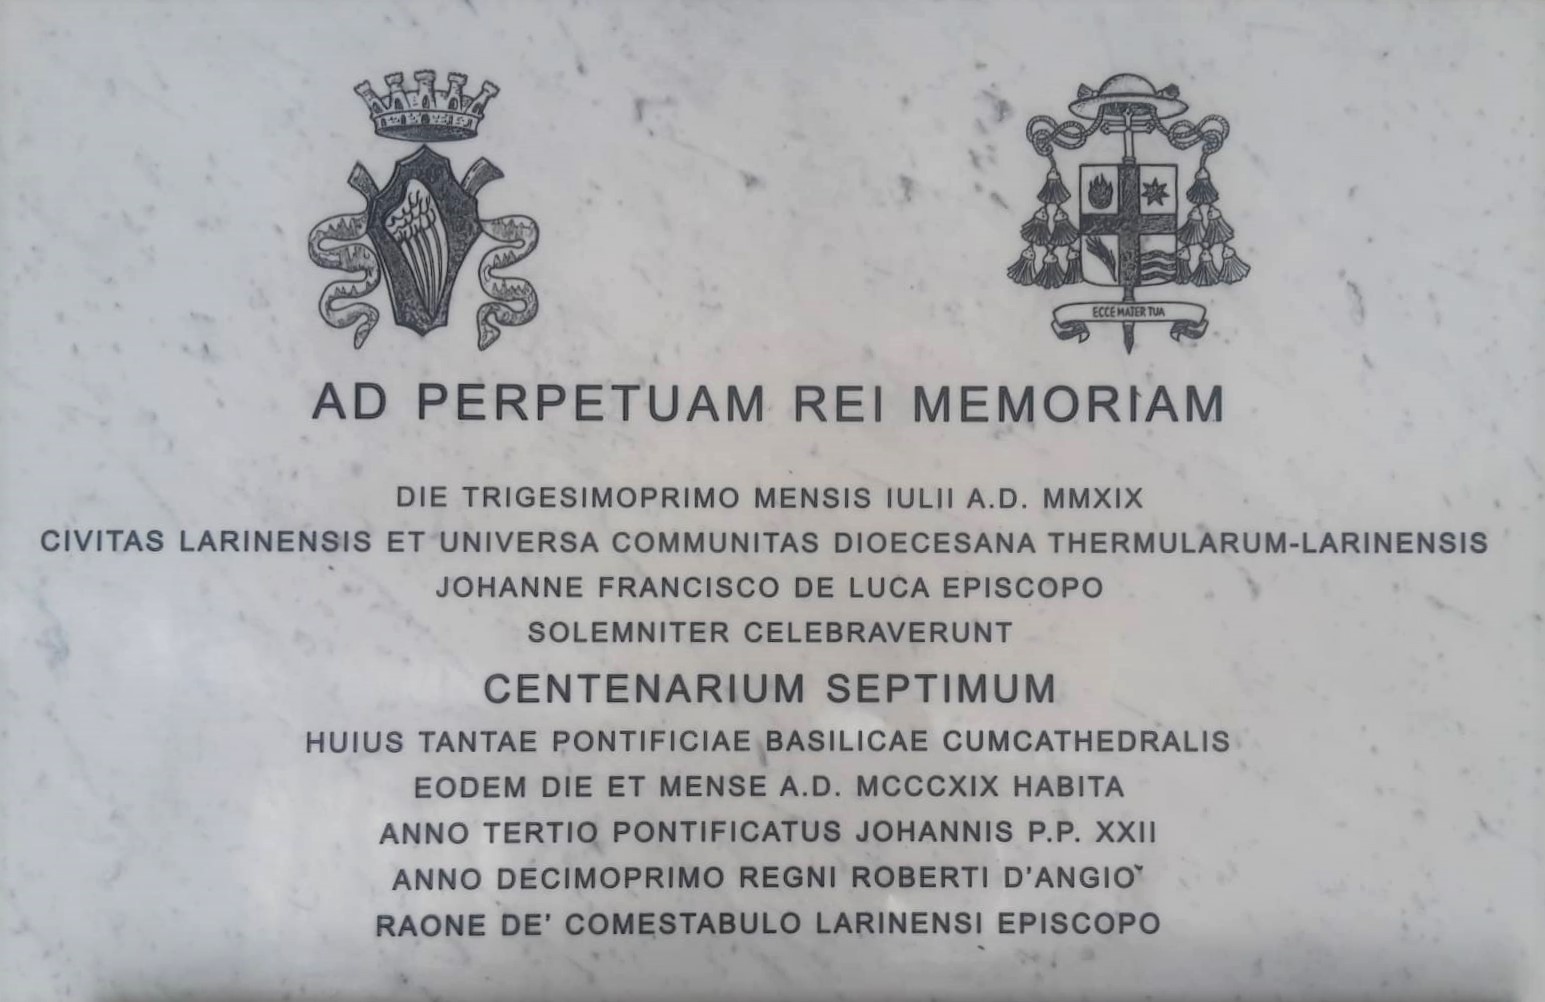 ECCE MATER TUA
AD PERPETUAM REI MEMORIAM
DIE TRIGESIMOPRIMO MENSIS IULII A.D. MMXIX
CIVITAS LARINENSIS ET UNIVERSA COMMUNITAS DIOECESANA THERMULARUM-LARINENSIS
JOHANNE FRANCISCO DE LUCA EPISCOPO
SOLEMNITER CELEBRAVERUNT
CENTENARIUM SEPTIMUM
HUIUS TANTAE PONTIFICIAE BASILICAE CUMCATHEDRALIS
EODEM DIE ET MENSE A.D. MCCCXIX HABITA
ANNO TERTIO PONTIFICATUS JOHANNIS P.P. XXII
ANNO DECIMOPRIMO REGNI ROBERTI D'ANGIO`
RAONE DE' COMESTABULO LARINENSI EPISCOPO